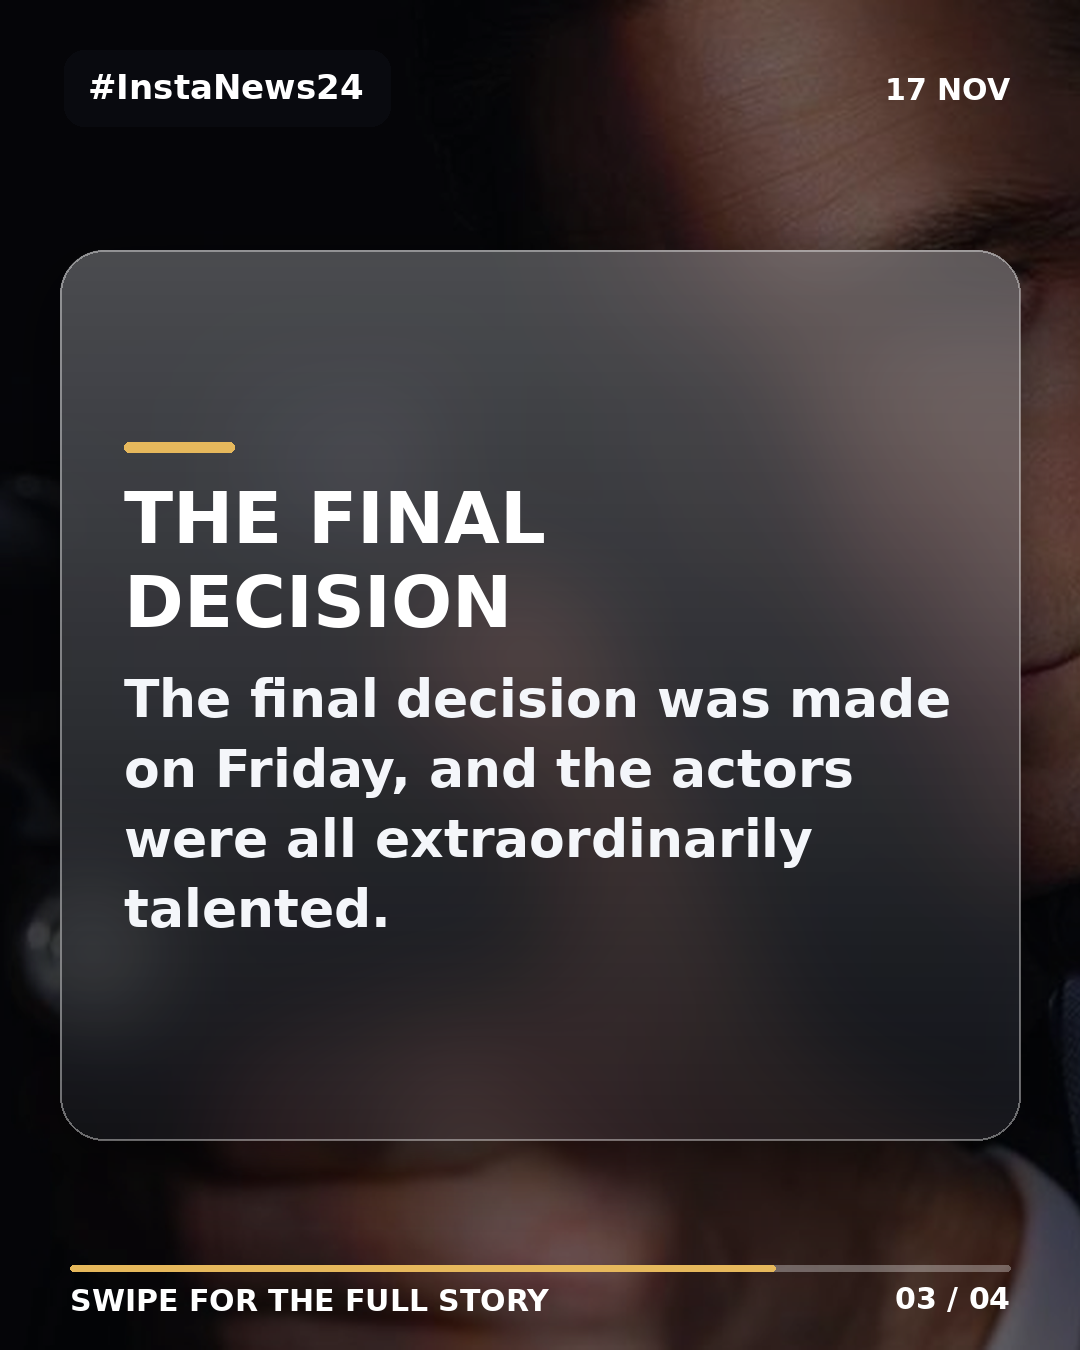 #InstaNews24
17 NOV
THE FINAL
DECISION
The final decision was made
on Friday, and the actors
were all extraordinarily
talented.
SWIPE FOR THE FULL STORY
03 / 04